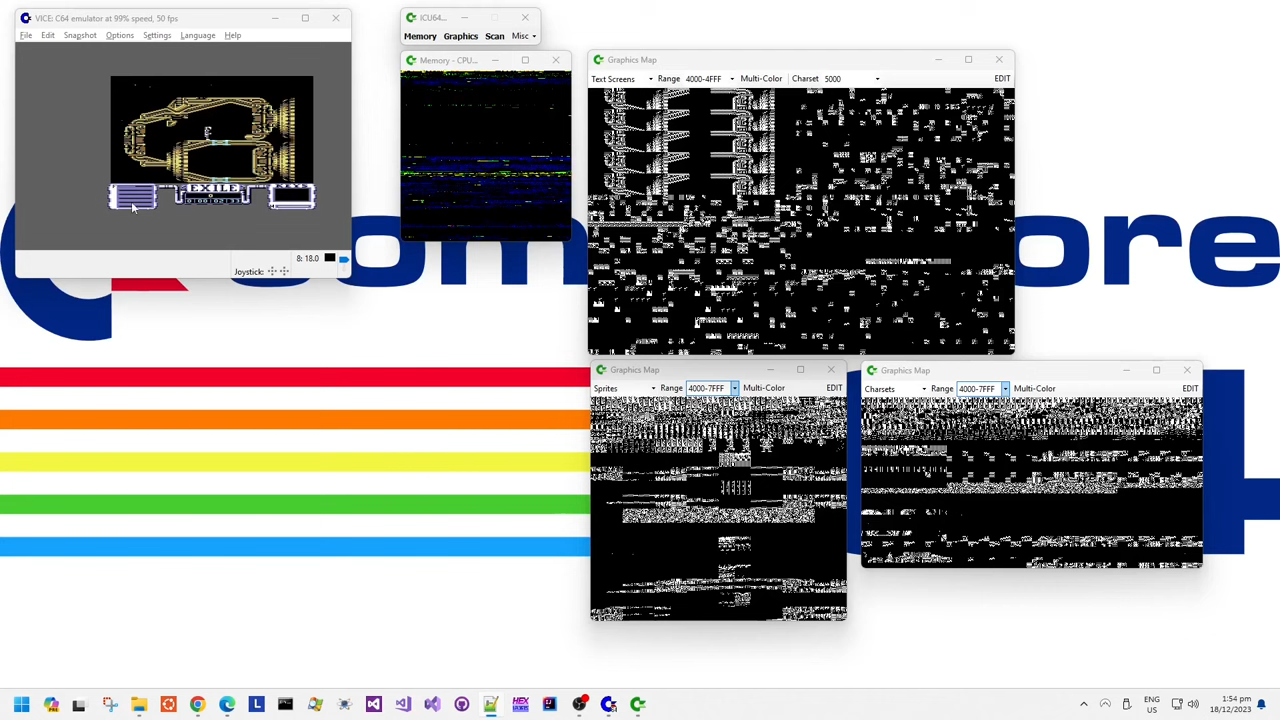 VICE: C64 emulator at 99% speed, 50 fps
File Edit Snapshot Options Settings Language Help
EXILE
8: 18.0
Joystick:
ICU64...
Memory Graphics Scan Misc
Memory - CPU...
Graphics Map
Text Screens Range 4000-4FFF Multi-Color Charset 5000 EDIT
Graphics Map
Sprites Range 4000-7FFF Multi-Color EDIT
Graphics Map
Charsets Range 4000-7FFF Multi-Color EDIT
ommodore
HEX
ENG
US
1:54 pm
18/12/2023